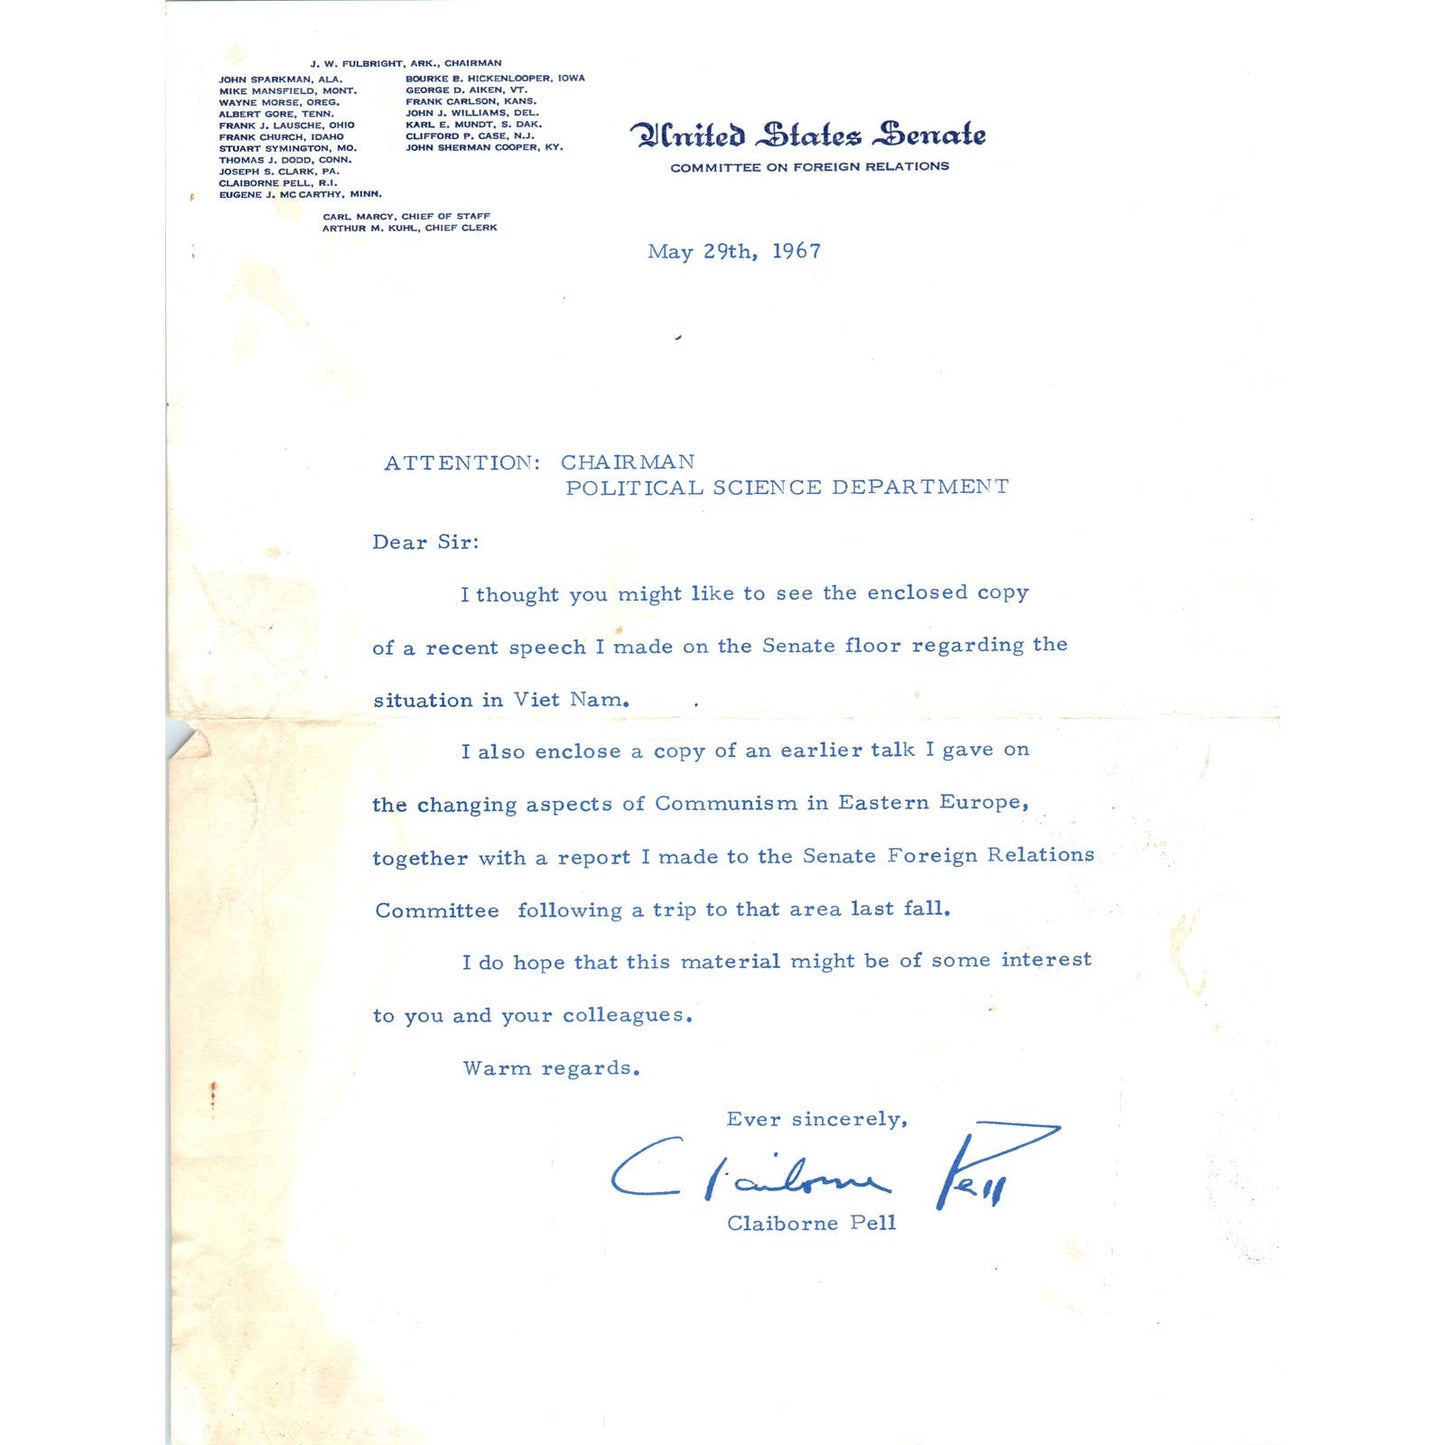 J. W. FULBRIGHT, ARK., CHAIRMAN
JOHN SPARKMAN, ALA.
MIKE MANSFIELD, MONT.
WAYNE MORSE, OREG.
ALBERT GORE, TENN.
FRANK J. LAUSCHE, OHIO
FRANK CHURCH, IDAHO
STUART SYMINGTON, MO.
THOMAS J. DODD, CONN.
JOSEPH S. CLARK, PA.
CLAIBORNE PELL, R.I.
EUGENE J. MC CARTHY, MINN.
BOURKE B. HICKENLOOPER, IOWA
GEORGE D. AIKEN, VT.
FRANK CARLSON, KANS.
JOHN J. WILLIAMS, DEL.
KARL E. MUNDT, S. DAK.
CLIFFORD P. CASE, N.J.
JOHN SHERMAN COOPER, KY.
CARL MARCY, CHIEF OF STAFF
ARTHUR M. KUHL, CHIEF CLERK
United States Senate
COMMITTEE ON FOREIGN RELATIONS
May 29th, 1967
ATTENTION: CHAIRMAN
POLITICAL SCIENCE DEPARTMENT
Dear Sir:
I thought you might like to see the enclosed copy
of a recent speech I made on the Senate floor regarding the
situation in Viet Nam.
I also enclose a copy of an earlier talk I gave on
the changing aspects of Communism in Eastern Europe,
together with a report I made to the Senate Foreign Relations
Committee following a trip to that area last fall.
I do hope that this material might be of some interest
to you and your colleagues.
Warm regards.
Ever sincerely,
Claiborne Pell
Claiborne Pell